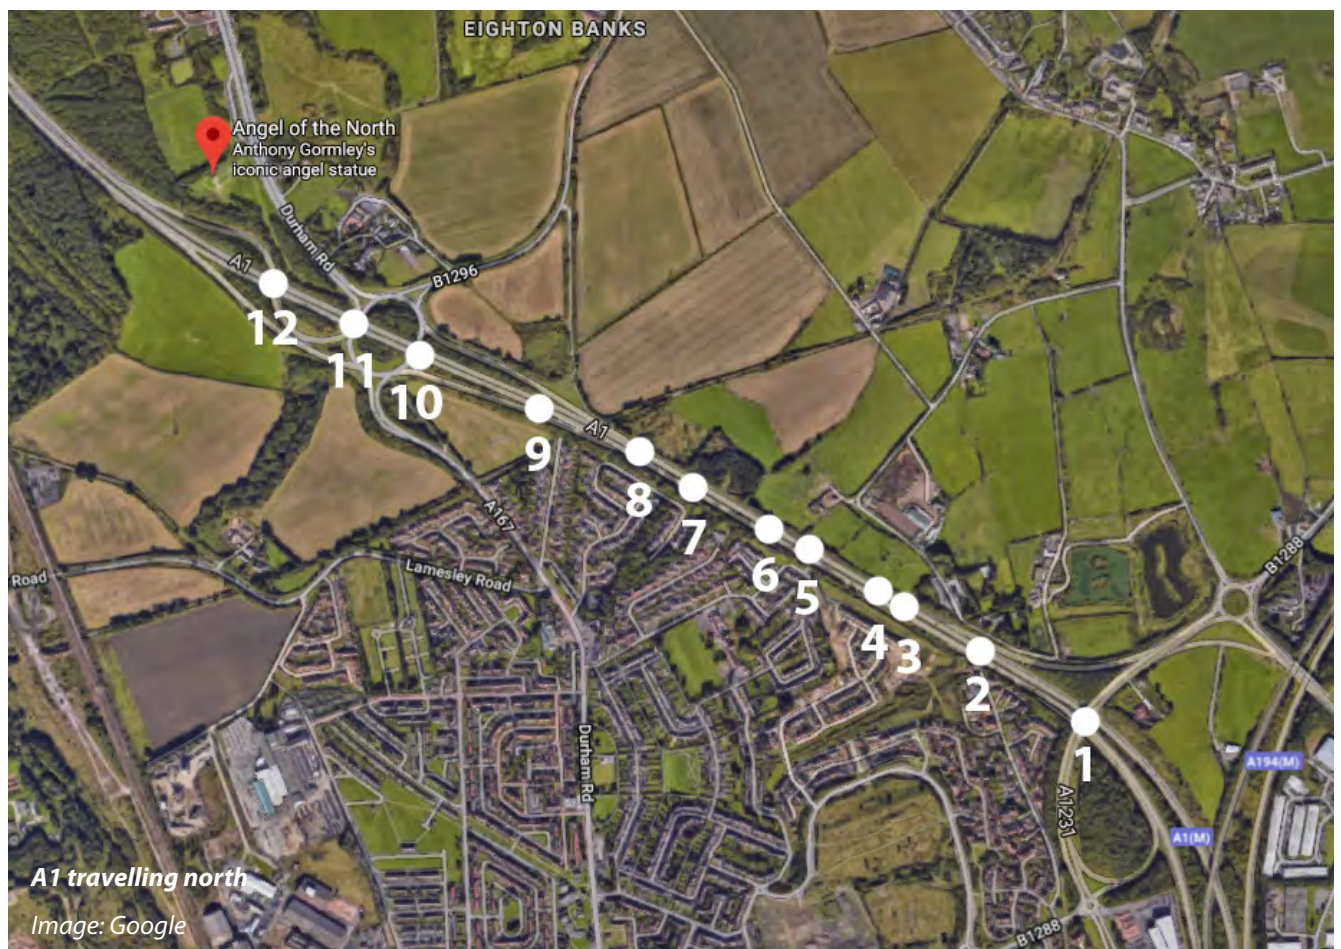 EIGHTON BANKS
Angel of the North
Anthony Gormley's
iconic angel statue
Durham Rd
A1
B1296
12
11
10
A1
9
8
7
A167
6
5
B1288
Road
Lamesley Road
4
3
2
1
Durham Rd
A194(M)
A1231
A1(M)
A1 travelling north
Image: Google
B1288